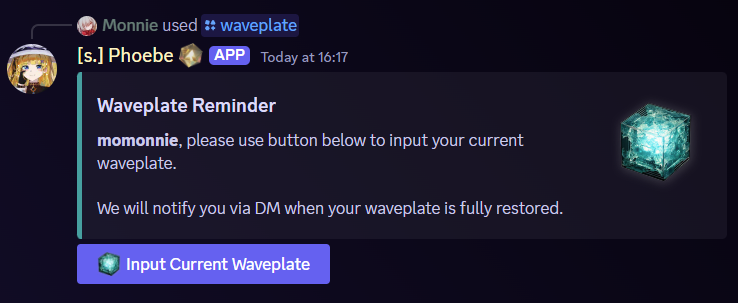 Monnie used waveplate
[s.] Phoebe APP Today at 16:17
Waveplate Reminder
momonnie, please use button below to input your current
waveplate.
We will notify you via DM when your waveplate is fully restored.
Input Current Waveplate